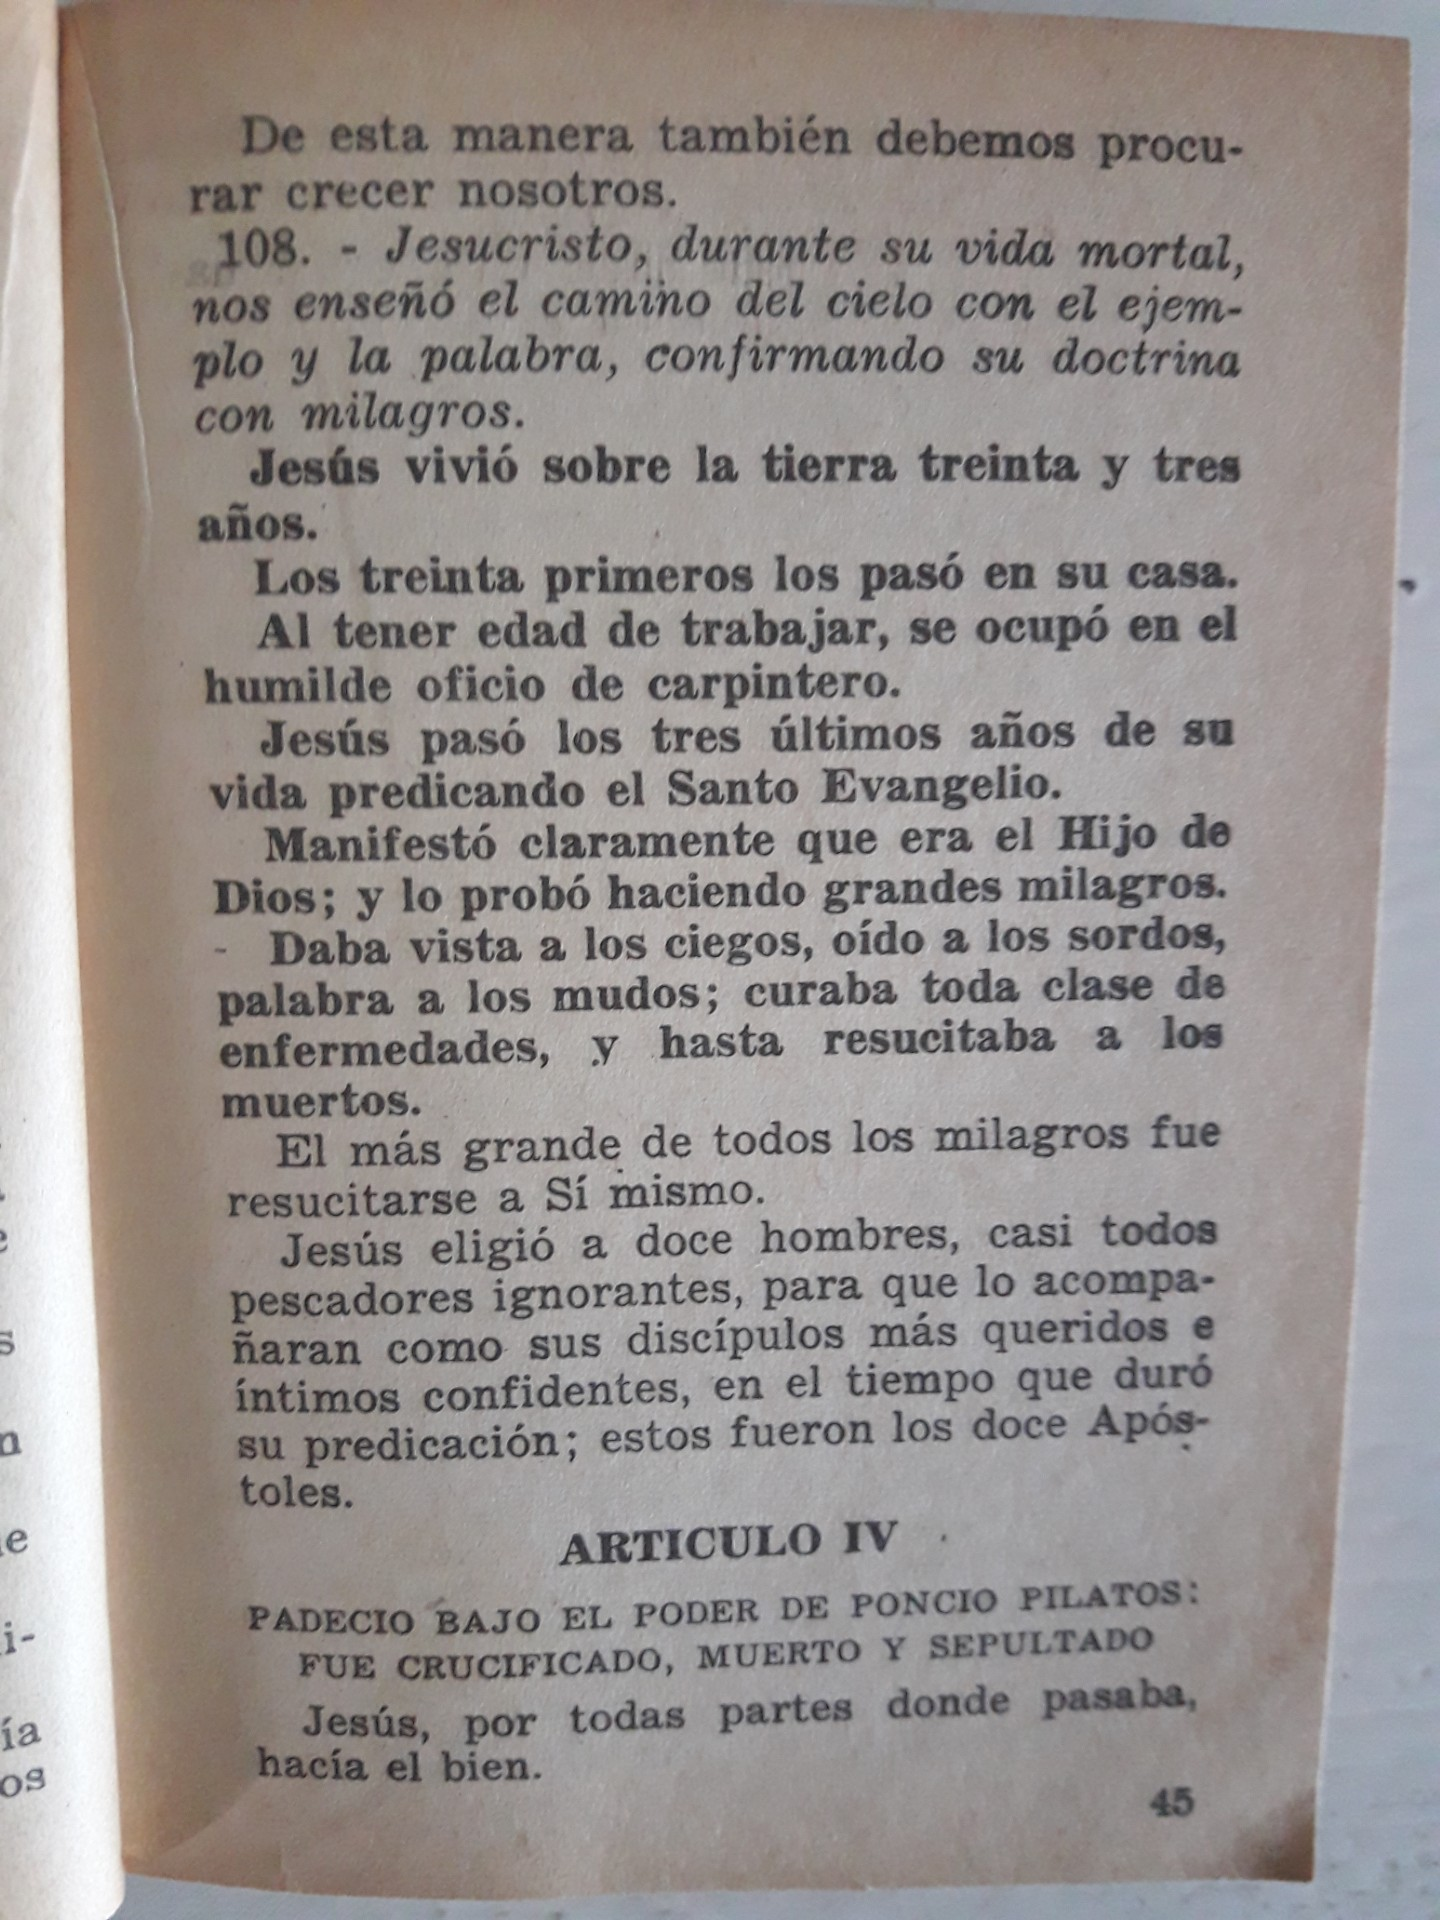 De esta manera también debemos procu-
rar crecer nosotros.
108. - Jesucristo, durante su vida mortal,
nos enseñó el camino del cielo con el ejem-
plo y la palabra, confirmando su doctrina
con milagros.
Jesús vivió sobre la tierra treinta y tres
años.
Los treinta primeros los pasó en su casa.
Al tener edad de trabajar, se ocupó en el
humilde oficio de carpintero.
Jesús pasó los tres últimos años de su
vida predicando el Santo Evangelio.
Manifestó claramente que era el Hijo de
Dios; y lo probó haciendo grandes milagros.
Daba vista a los ciegos, oído a los sordos,
palabra a los mudos; curaba toda clase de
enfermedades, y hasta resucitaba a los
muertos.
El más grande de todos los milagros fue
resucitarse a Sí mismo.
Jesús eligió a doce hombres, casi todos
pescadores ignorantes, para que lo acompa-
ñaran como sus discípulos más queridos e
íntimos confidentes, en el tiempo que duró
su predicación; estos fueron los doce Após-
toles.
ARTICULO IV
PADECIO BAJO EL PODER DE PONCIO PILATOS:
FUE CRUCIFICADO, MUERTO Y SEPULTADO
Jesús, por todas partes donde pasaba,
hacía el bien.
45